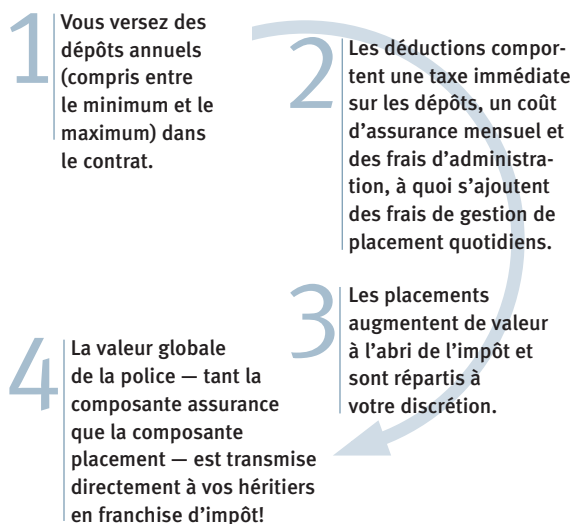 1
Vous versez des
dépôts annuels
(compris entre
le minimum et le
maximum) dans
le contrat.
2
Les déductions compor-
tent une taxe immédiate
sur les dépôts, un coût
d'assurance mensuel et
des frais d'administra-
tion, à quoi s'ajoutent
des frais de gestion de
placement quotidiens.
3
Les placements
augmentent de valeur
à l'abri de l'impôt et
sont répartis à
votre discrétion.
4
La valeur globale
de la police — tant la
composante assurance
que la composante
placement — est transmise
directement à vos héritiers
en franchise d'impôt!